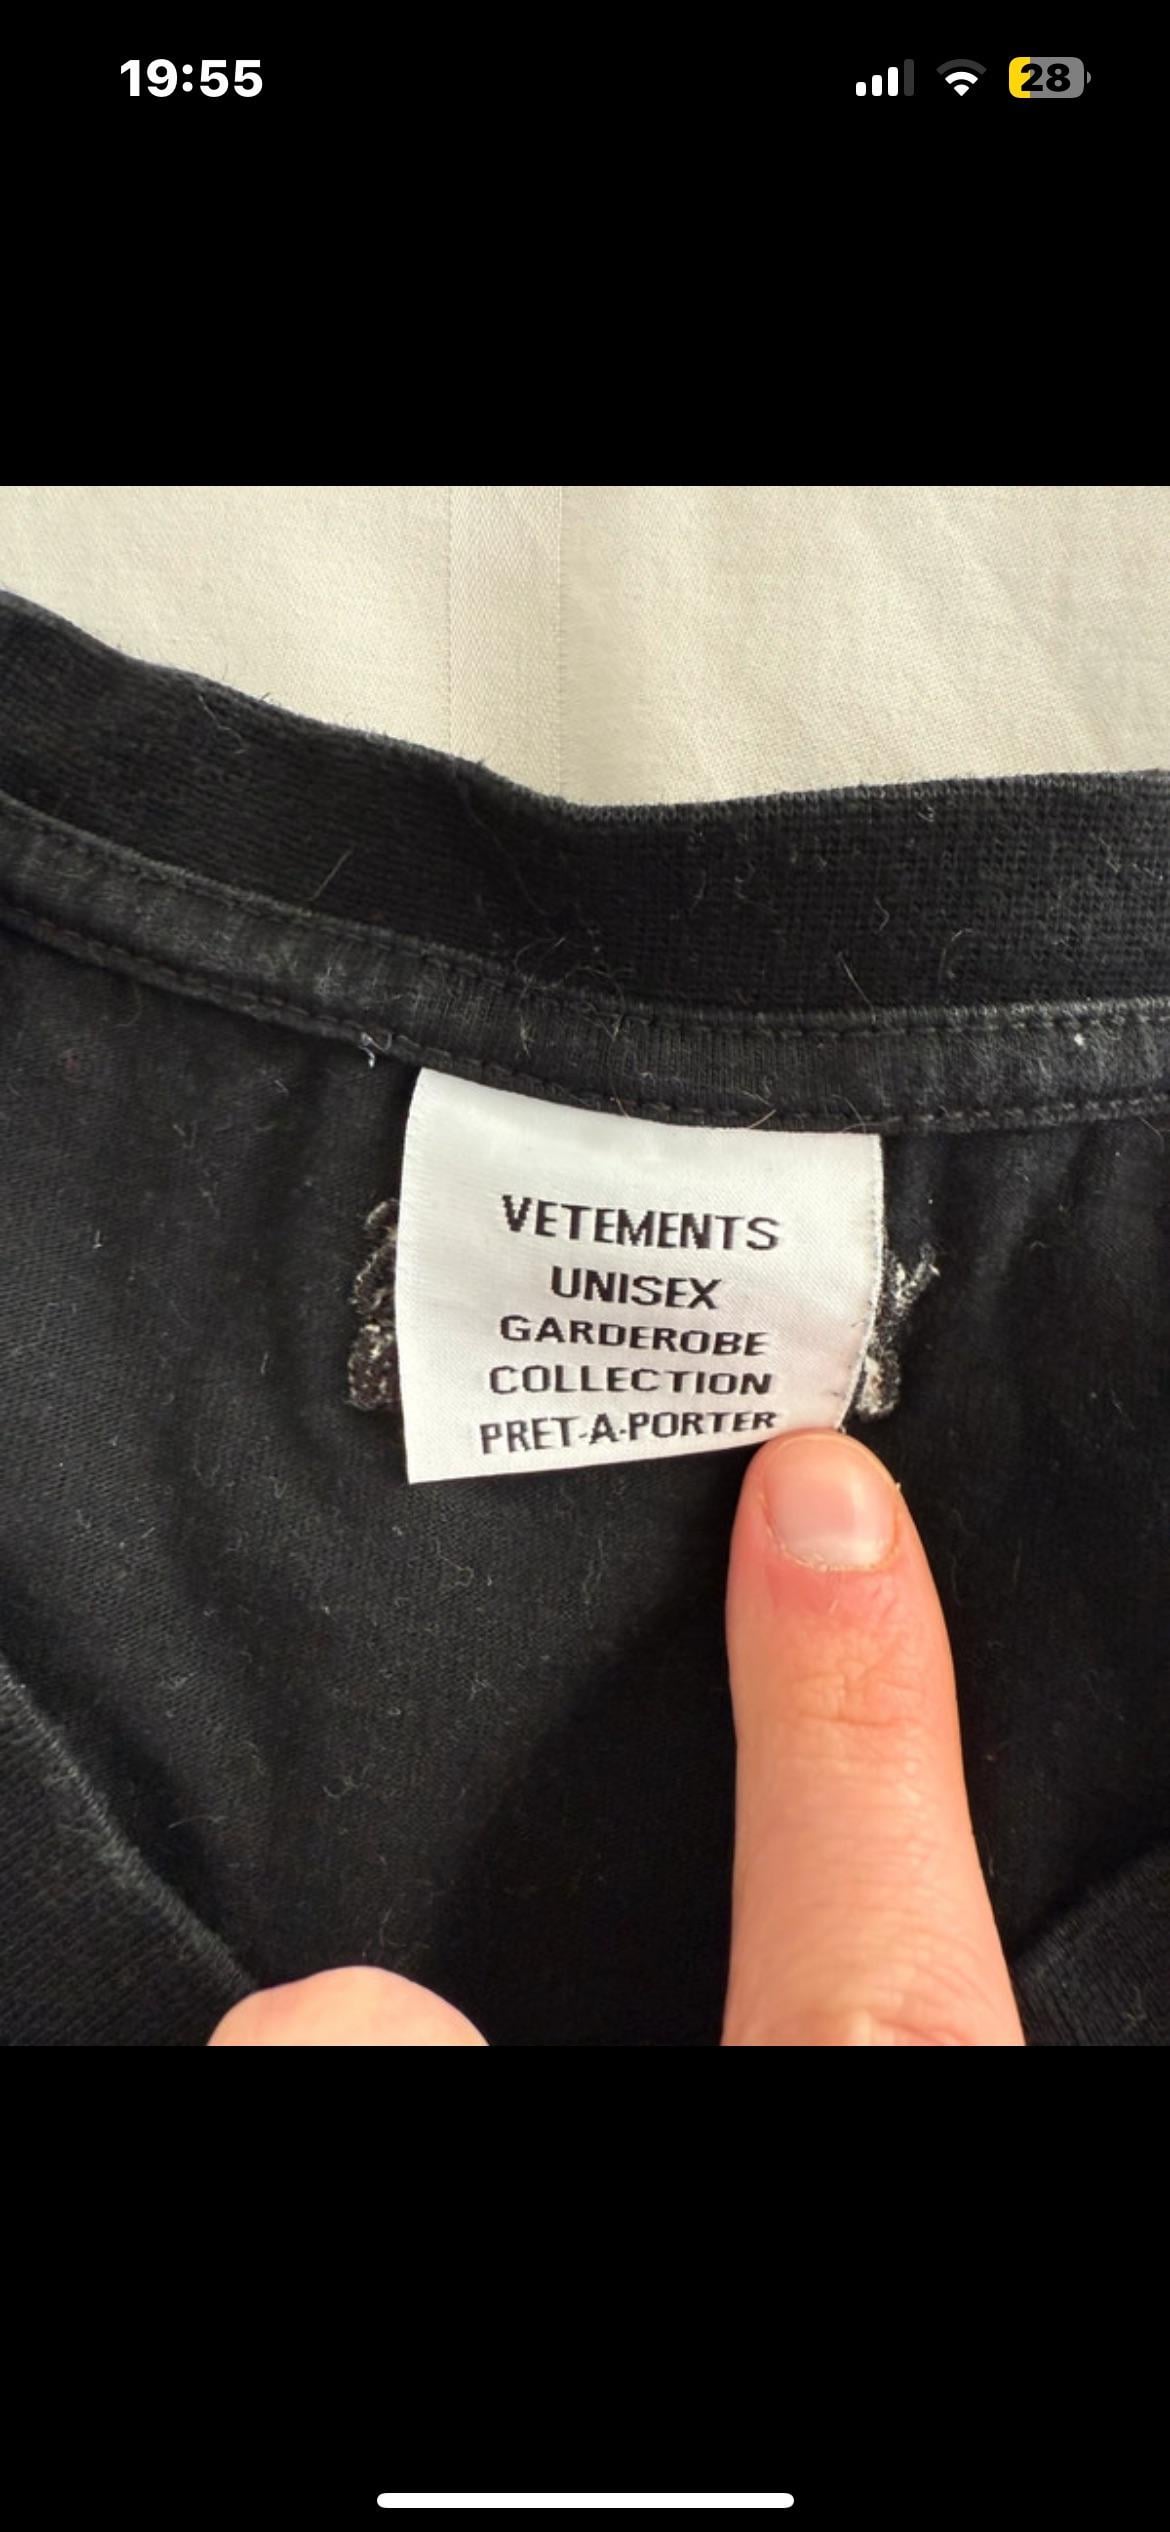 19:55
28
VETEMENTS
UNISEX
GARDEROBE
COLLECTION
PRET-A-PORTER